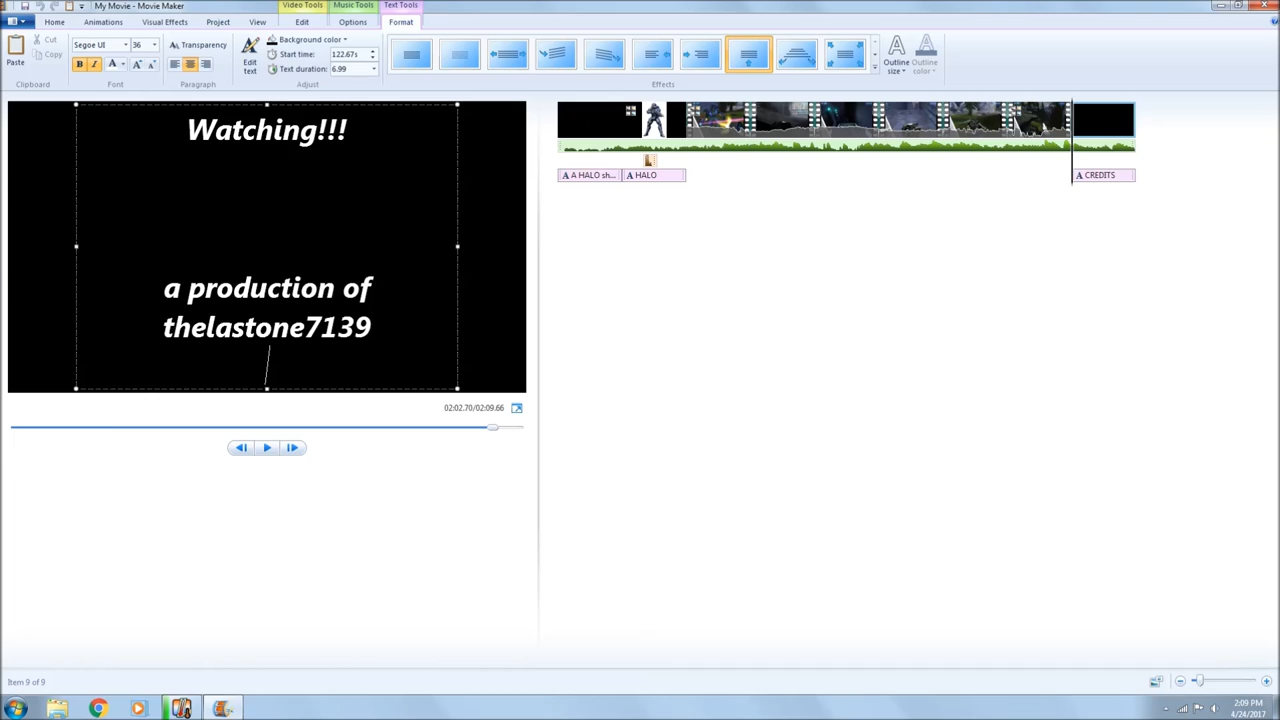 My Movie - Movie Maker
Video Tools
Music Tools
Text Tools
Home
Animations
Visual Effects
Project
View
Edit
Options
Format
Paste
Cut
Copy
Clipboard
Segoe UI
36
B
I
A
A
A
Font
Transparency
Paragraph
Edit
text
Background color
Start time:
122.67s
Text duration:
6.99
Adjust
Effects
Outline
size
Outline
color
Watching!!!
a production of
thelastone7139
02:02.70/02:09.66
A A HALO sh...
A HALO
A CREDITS
Item 9 of 9
2:09 PM
4/24/2017